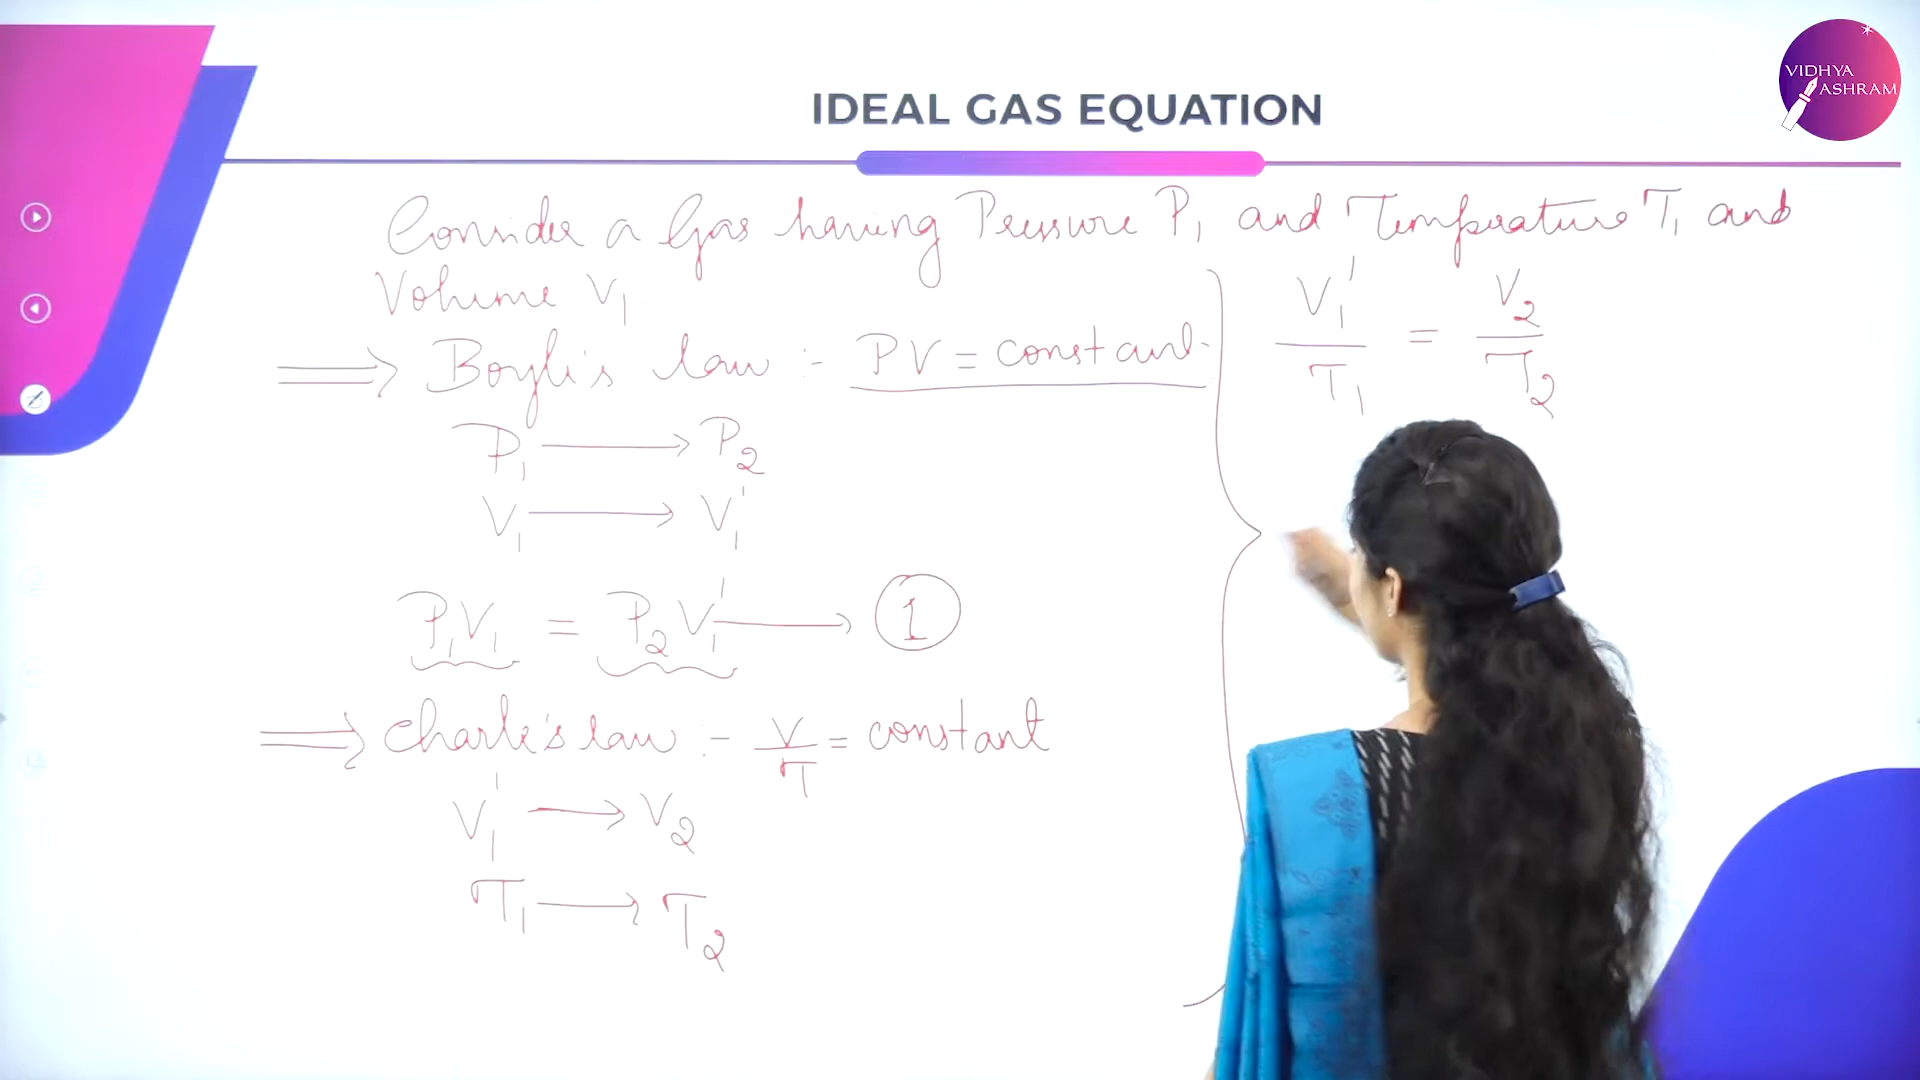 VIDHYA
ASHRAM
IDEAL GAS EQUATION
Consider a Gas having Pressure P₁ and Temperature T₁ and
Volume V₁
⟹ Boyle's law :- PV = constant
P₁ ⟶ P₂
V₁ ⟶ V₁'
P₁V₁ = P₂V₁' ⟶ ①
⟹ Charle's law :- V/T = constant
V₁' ⟶ V₂
T₁ ⟶ T₂
V₁'/T₁ = V₂/T₂